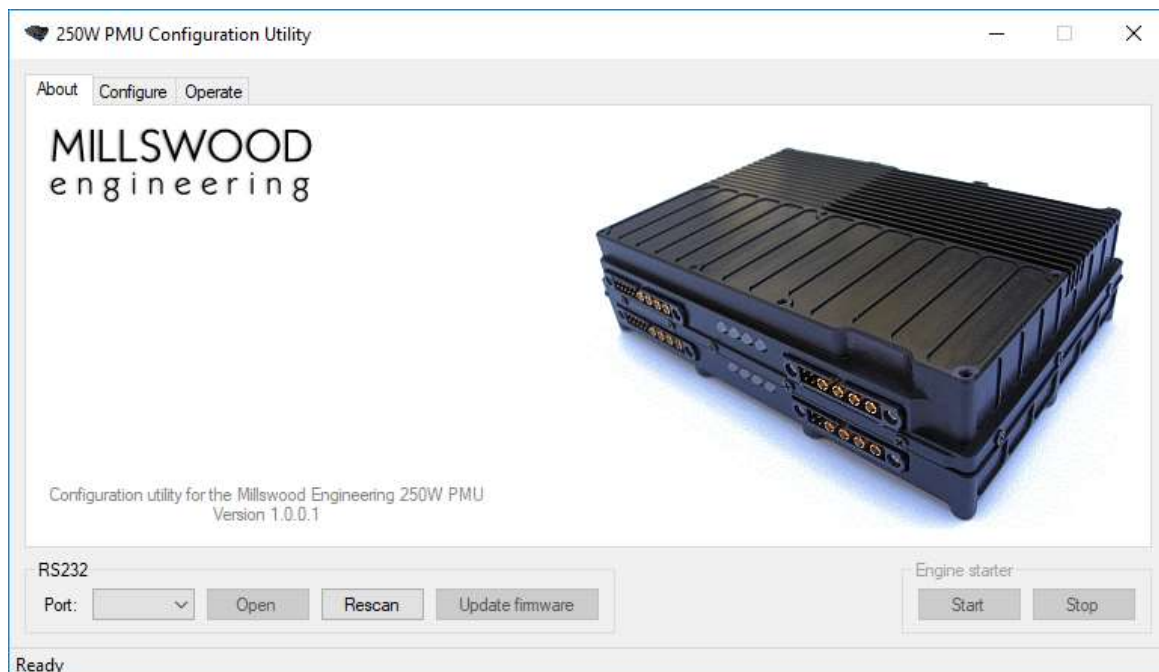 250W PMU Configuration Utility
About Configure Operate
MILLSWOOD
engineering
Configuration utility for the Millswood Engineering 250W PMU
Version 1.0.0.1
RS232
Port: Open Rescan Update firmware
Engine starter
Start Stop
Ready